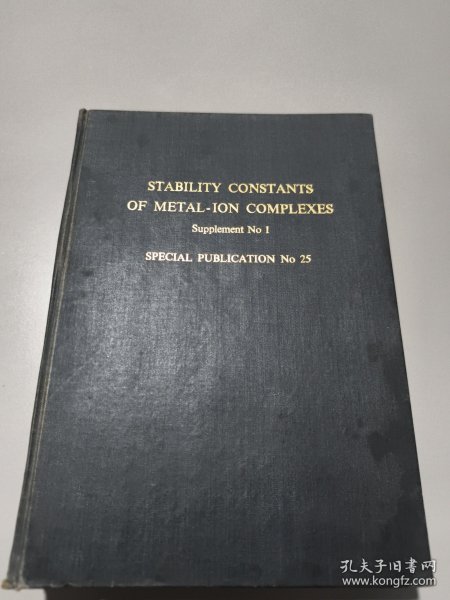 STABILITY CONSTANTS
OF METAL-ION COMPLEXES
Supplement No 1
SPECIAL PUBLICATION No 25
孔夫子旧书网
www.kongfz.com